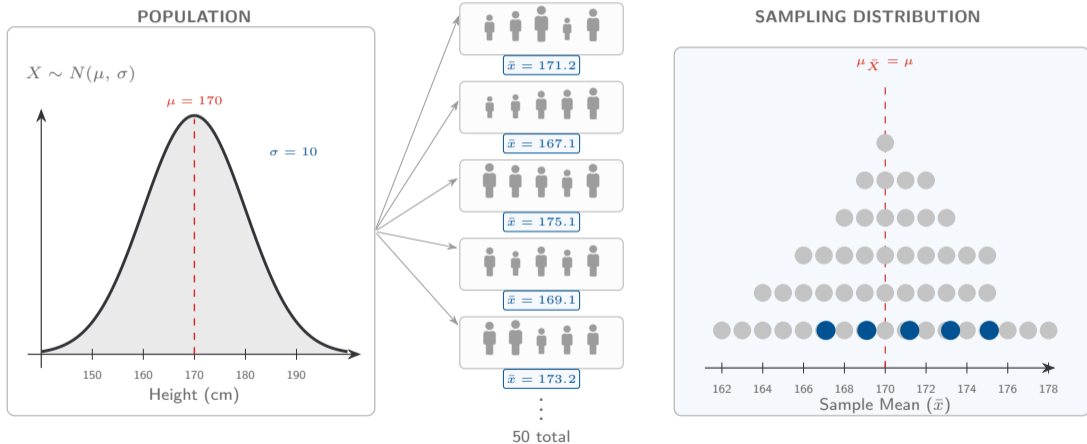 POPULATION
X ∼ N(μ, σ)
μ = 170
σ = 10
150 160 170 180 190
Height (cm)
x̄ = 171.2
x̄ = 167.1
x̄ = 175.1
x̄ = 169.1
x̄ = 173.2
50 total
SAMPLING DISTRIBUTION
μ_X̄ = μ
162 164 166 168 170 172 174 176 178
Sample Mean (x̄)